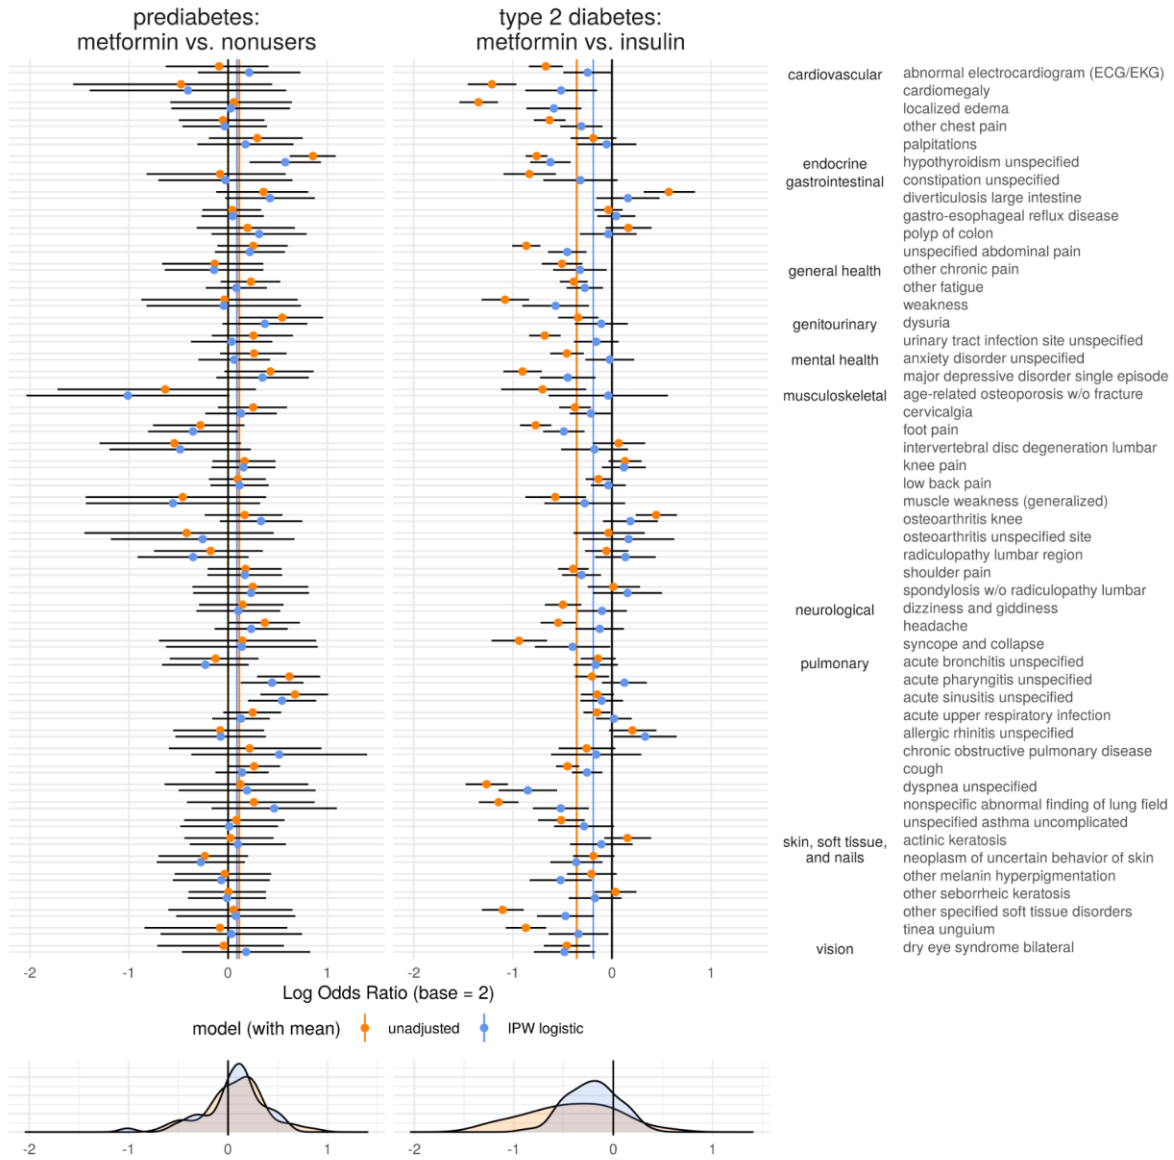 prediabetes:
metformin vs. nonusers
type 2 diabetes:
metformin vs. insulin
cardiovascular abnormal electrocardiogram (ECG/EKG)
cardiomegaly
localized edema
other chest pain
palpitations
endocrine hypothyroidism unspecified
gastrointestinal constipation unspecified
diverticulosis large intestine
gastro-esophageal reflux disease
polyp of colon
unspecified abdominal pain
general health other chronic pain
other fatigue
weakness
genitourinary dysuria
urinary tract infection site unspecified
mental health anxiety disorder unspecified
major depressive disorder single episode
musculoskeletal age-related osteoporosis w/o fracture
cervicalgia
foot pain
intervertebral disc degeneration lumbar
knee pain
low back pain
muscle weakness (generalized)
osteoarthritis knee
osteoarthritis unspecified site
radiculopathy lumbar region
shoulder pain
spondylosis w/o radiculopathy lumbar
neurological dizziness and giddiness
headache
syncope and collapse
pulmonary acute bronchitis unspecified
acute pharyngitis unspecified
acute sinusitis unspecified
acute upper respiratory infection
allergic rhinitis unspecified
chronic obstructive pulmonary disease
cough
dyspnea unspecified
nonspecific abnormal finding of lung field
unspecified asthma uncomplicated
skin, soft tissue, actinic keratosis
and nails neoplasm of uncertain behavior of skin
other melanin hyperpigmentation
other seborrheic keratosis
other specified soft tissue disorders
tinea unguium
vision dry eye syndrome bilateral
-2 -1 0 1 -2 -1 0 1
Log Odds Ratio (base = 2)
model (with mean) unadjusted IPW logistic
-2 -1 0 1 -2 -1 0 1